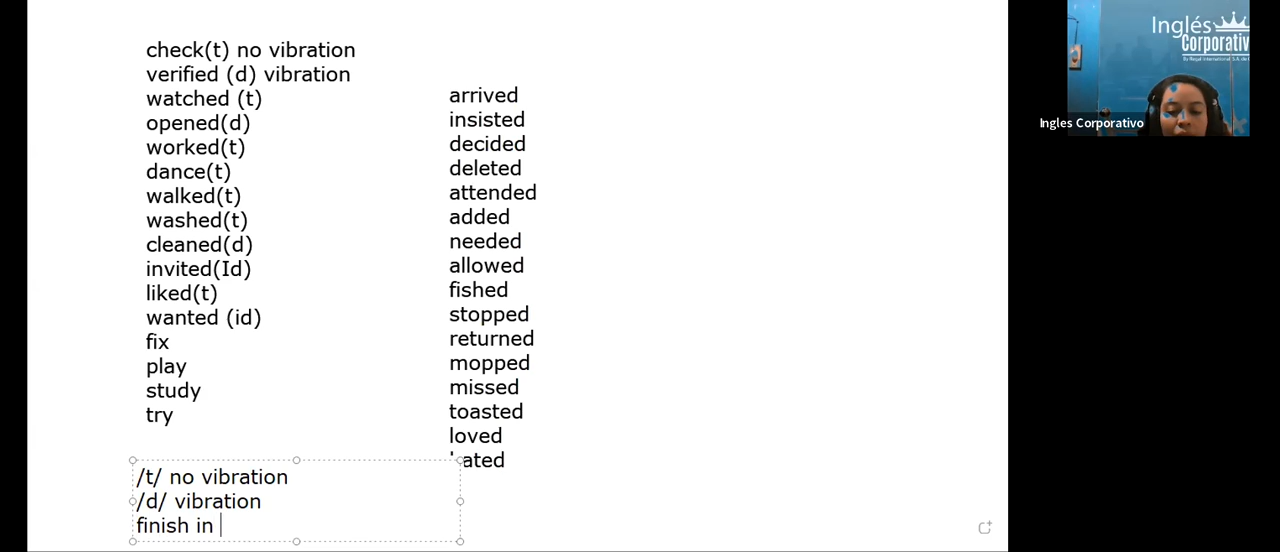 check(t) no vibration
verified (d) vibration
watched (t)
opened(d)
worked(t)
dance(t)
walked(t)
washed(t)
cleaned(d)
invited(Id)
liked(t)
wanted (id)
fix
play
study
try
arrived
insisted
decided
deleted
attended
added
needed
allowed
fished
stopped
returned
mopped
missed
toasted
loved
ated
/t/ no vibration
/d/ vibration
finish in
Inglés
Corporativ
Ingles Corporativo